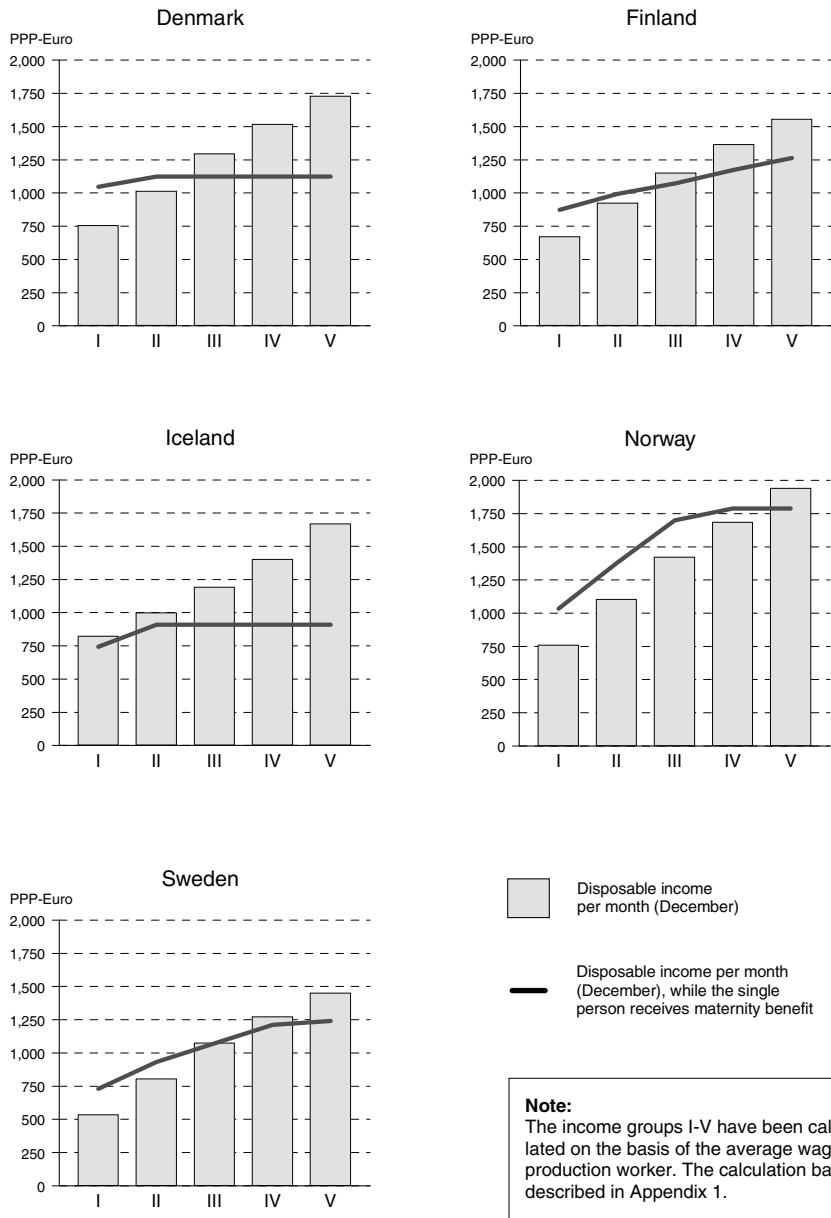 Denmark
PPP-Euro
2,000
1,750
1,500
1,250
1,000
750
500
250
0
I II III IV V
Finland
PPP-Euro
2,000
1,750
1,500
1,250
1,000
750
500
250
0
I II III IV V
Iceland
PPP-Euro
2,000
1,750
1,500
1,250
1,000
750
500
250
0
I II III IV V
Norway
PPP-Euro
2,000
1,750
1,500
1,250
1,000
750
500
250
0
I II III IV V
Sweden
PPP-Euro
2,000
1,750
1,500
1,250
1,000
750
500
250
0
I II III IV V
Disposable income
per month (December)
Disposable income per month
(December), while the single
person receives maternity benefit
Note:
The income groups I-V have been cal
lated on the basis of the average wag
production worker. The calculation ba
described in Appendix 1.